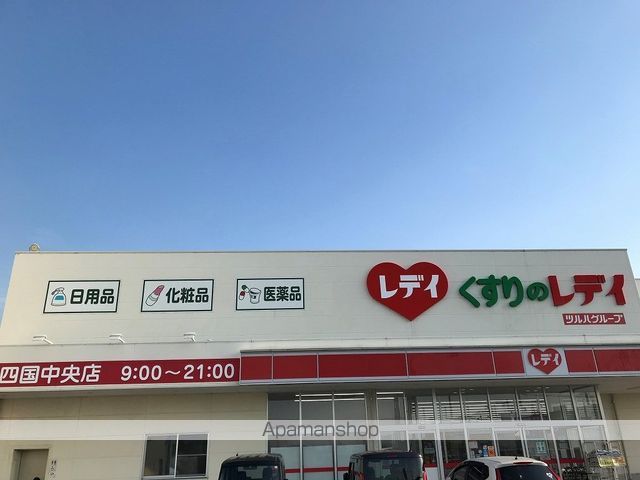 日用品
化粧品
医薬品
レデイ
くすりのレデイ
ツルハグループ
四国中央店 9:00～21:00
レデイ
Apamanshop